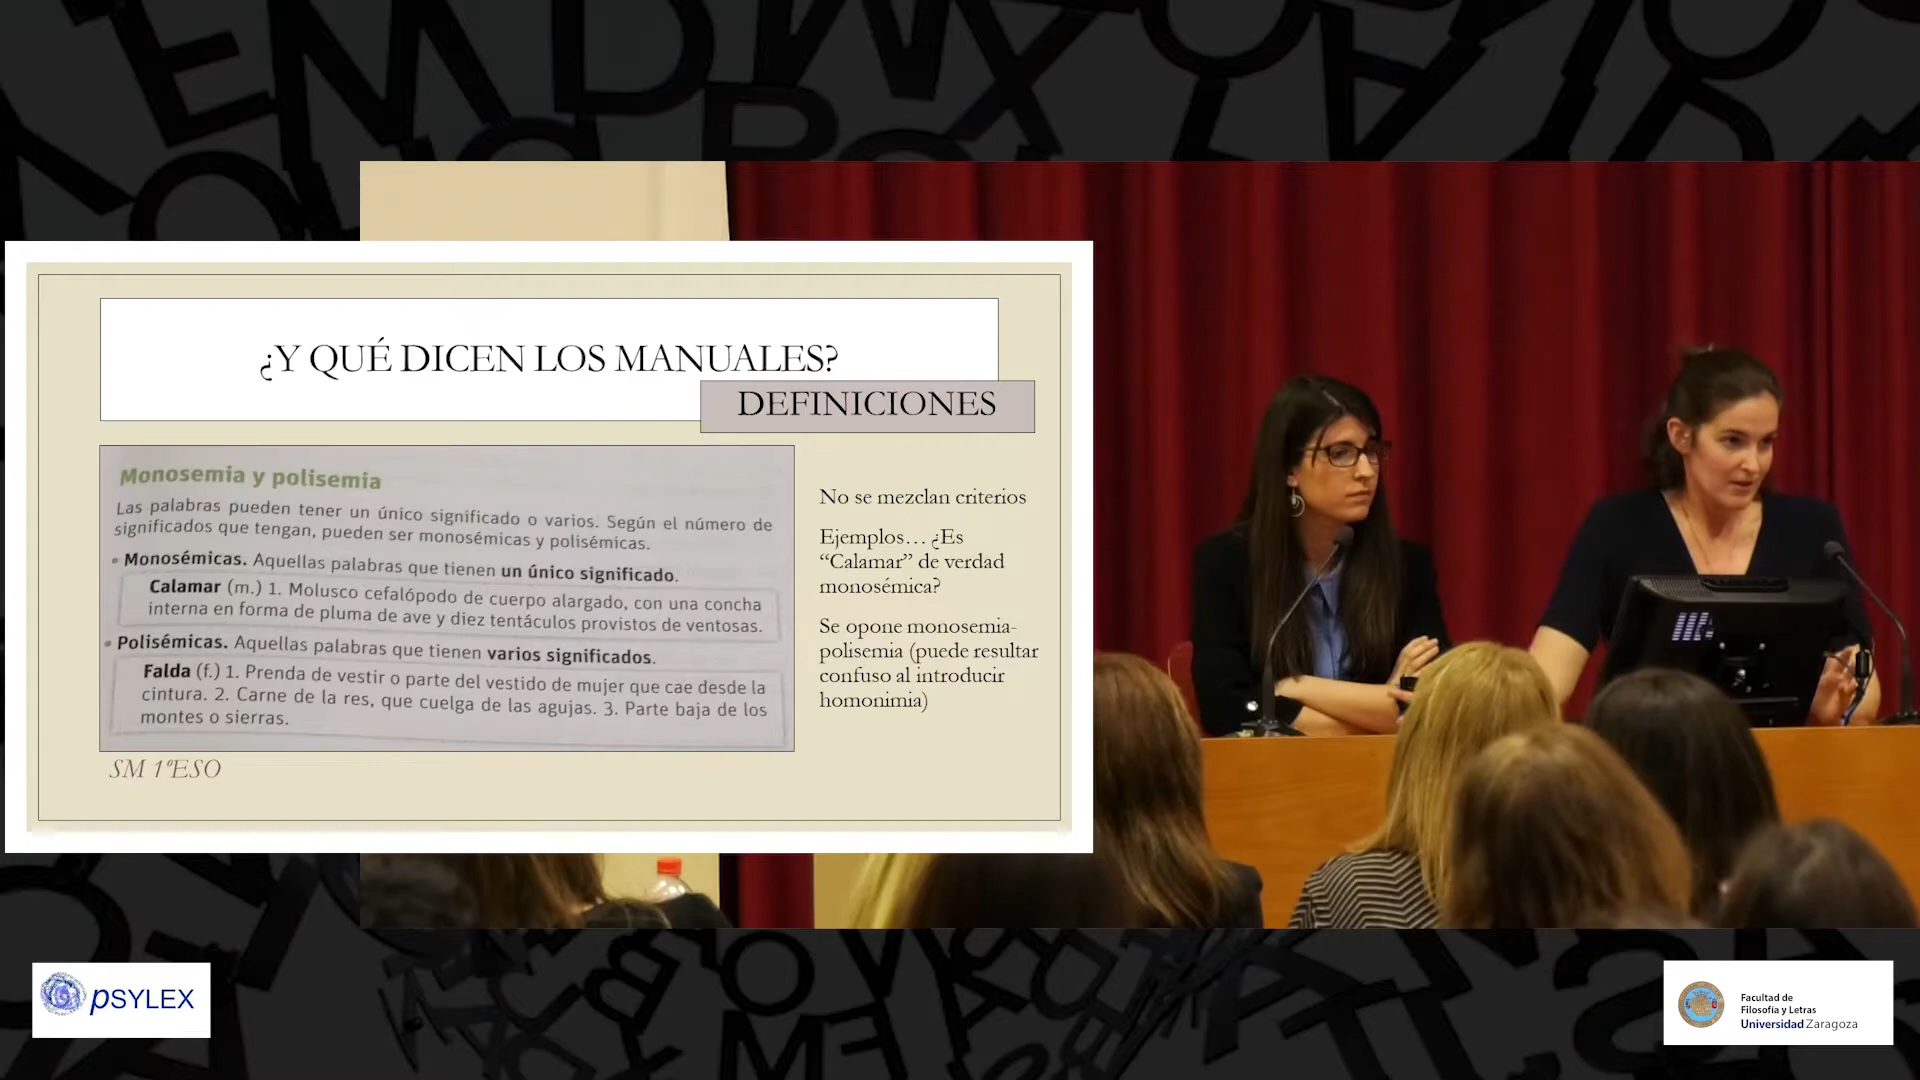 ¿Y QUÉ DICEN LOS MANUALES?
DEFINICIONES
Monosemia y polisemia
Las palabras pueden tener un único significado o varios. Según el número de
significados que tengan, pueden ser monosémicas y polisémicas.
• Monosémicas. Aquellas palabras que tienen un único significado.
Calamar (m.) 1. Molusco cefalópodo de cuerpo alargado, con una concha
interna en forma de pluma de ave y diez tentáculos provistos de ventosas.
• Polisémicas. Aquellas palabras que tienen varios significados.
Falda (f.) 1. Prenda de vestir o parte del vestido de mujer que cae desde la
cintura. 2. Carne de la res, que cuelga de las agujas. 3. Parte baja de los
montes o sierras.
SM 1ºESO
No se mezclan criterios
Ejemplos… ¿Es
“Calamar” de verdad
monosémica?
Se opone monosemia-
polisemia (puede resultar
confuso al introducir
homonimia)
PSYLEX
Facultad de
Filosofía y Letras
Universidad Zaragoza